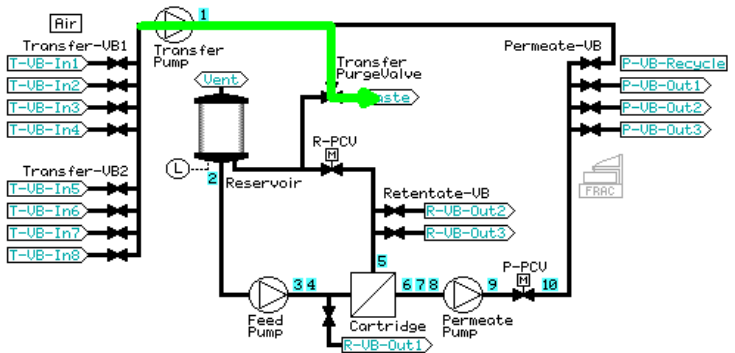 1
Air
Transfer-VB1
T-VB-In1
T-VB-In2
T-VB-In3
T-VB-In4
Transfer-VB2
T-VB-In5
T-VB-In6
T-VB-In7
T-VB-In8
Transfer
Pump
Vent
L
2
Reservoir
Transfer
PurgeValve
R-PCV
M
Permeate-VB
P-VB-Recycle
P-VB-Out1
P-VB-Out2
P-VB-Out3
FRAC
Retentate-VB
R-VB-Out2
R-VB-Out3
5
3 4
6 7 8
9
10
P-PCV
M
Feed
Pump
Cartridge
Permeate
Pump
R-VB-Out1